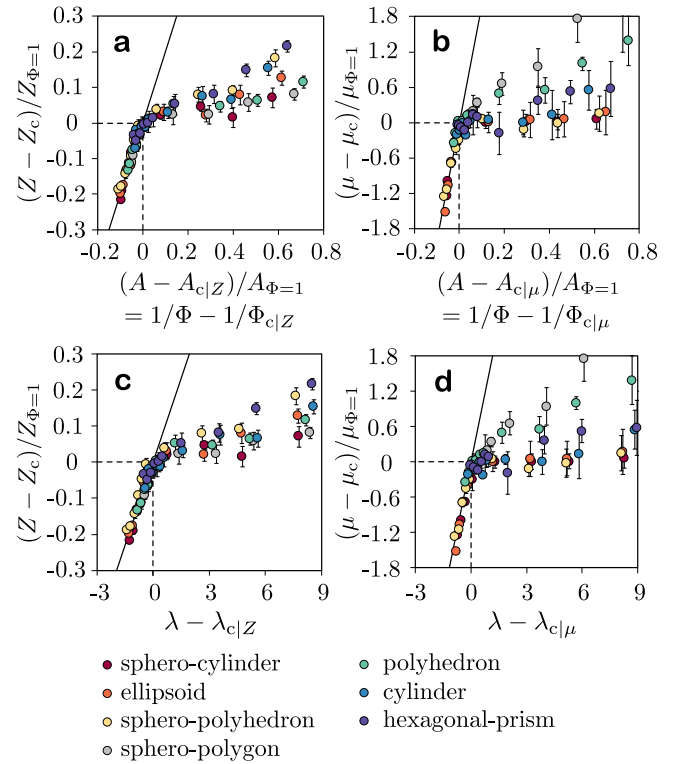 a
0.3
0.2
0.1
0
-0.1
-0.2
-0.3
(Z − Z_c)/Z_{Φ=1}
-0.2 0 0.2 0.4 0.6 0.8
(A − A_{c|Z})/A_{Φ=1}
= 1/Φ − 1/Φ_{c|Z}
b
1.8
1.2
0.6
0
-0.6
-1.2
-1.8
(μ − μ_c)/μ_{Φ=1}
-0.2 0 0.2 0.4 0.6 0.8
(A − A_{c|μ})/A_{Φ=1}
= 1/Φ − 1/Φ_{c|μ}
c
0.3
0.2
0.1
0
-0.1
-0.2
-0.3
(Z − Z_c)/Z_{Φ=1}
-3 0 3 6 9
λ − λ_{c|Z}
d
1.8
1.2
0.6
0
-0.6
-1.2
-1.8
(μ − μ_c)/μ_{Φ=1}
-3 0 3 6 9
λ − λ_{c|μ}
sphero-cylinder
ellipsoid
sphero-polyhedron
sphero-polygon
polyhedron
cylinder
hexagonal-prism